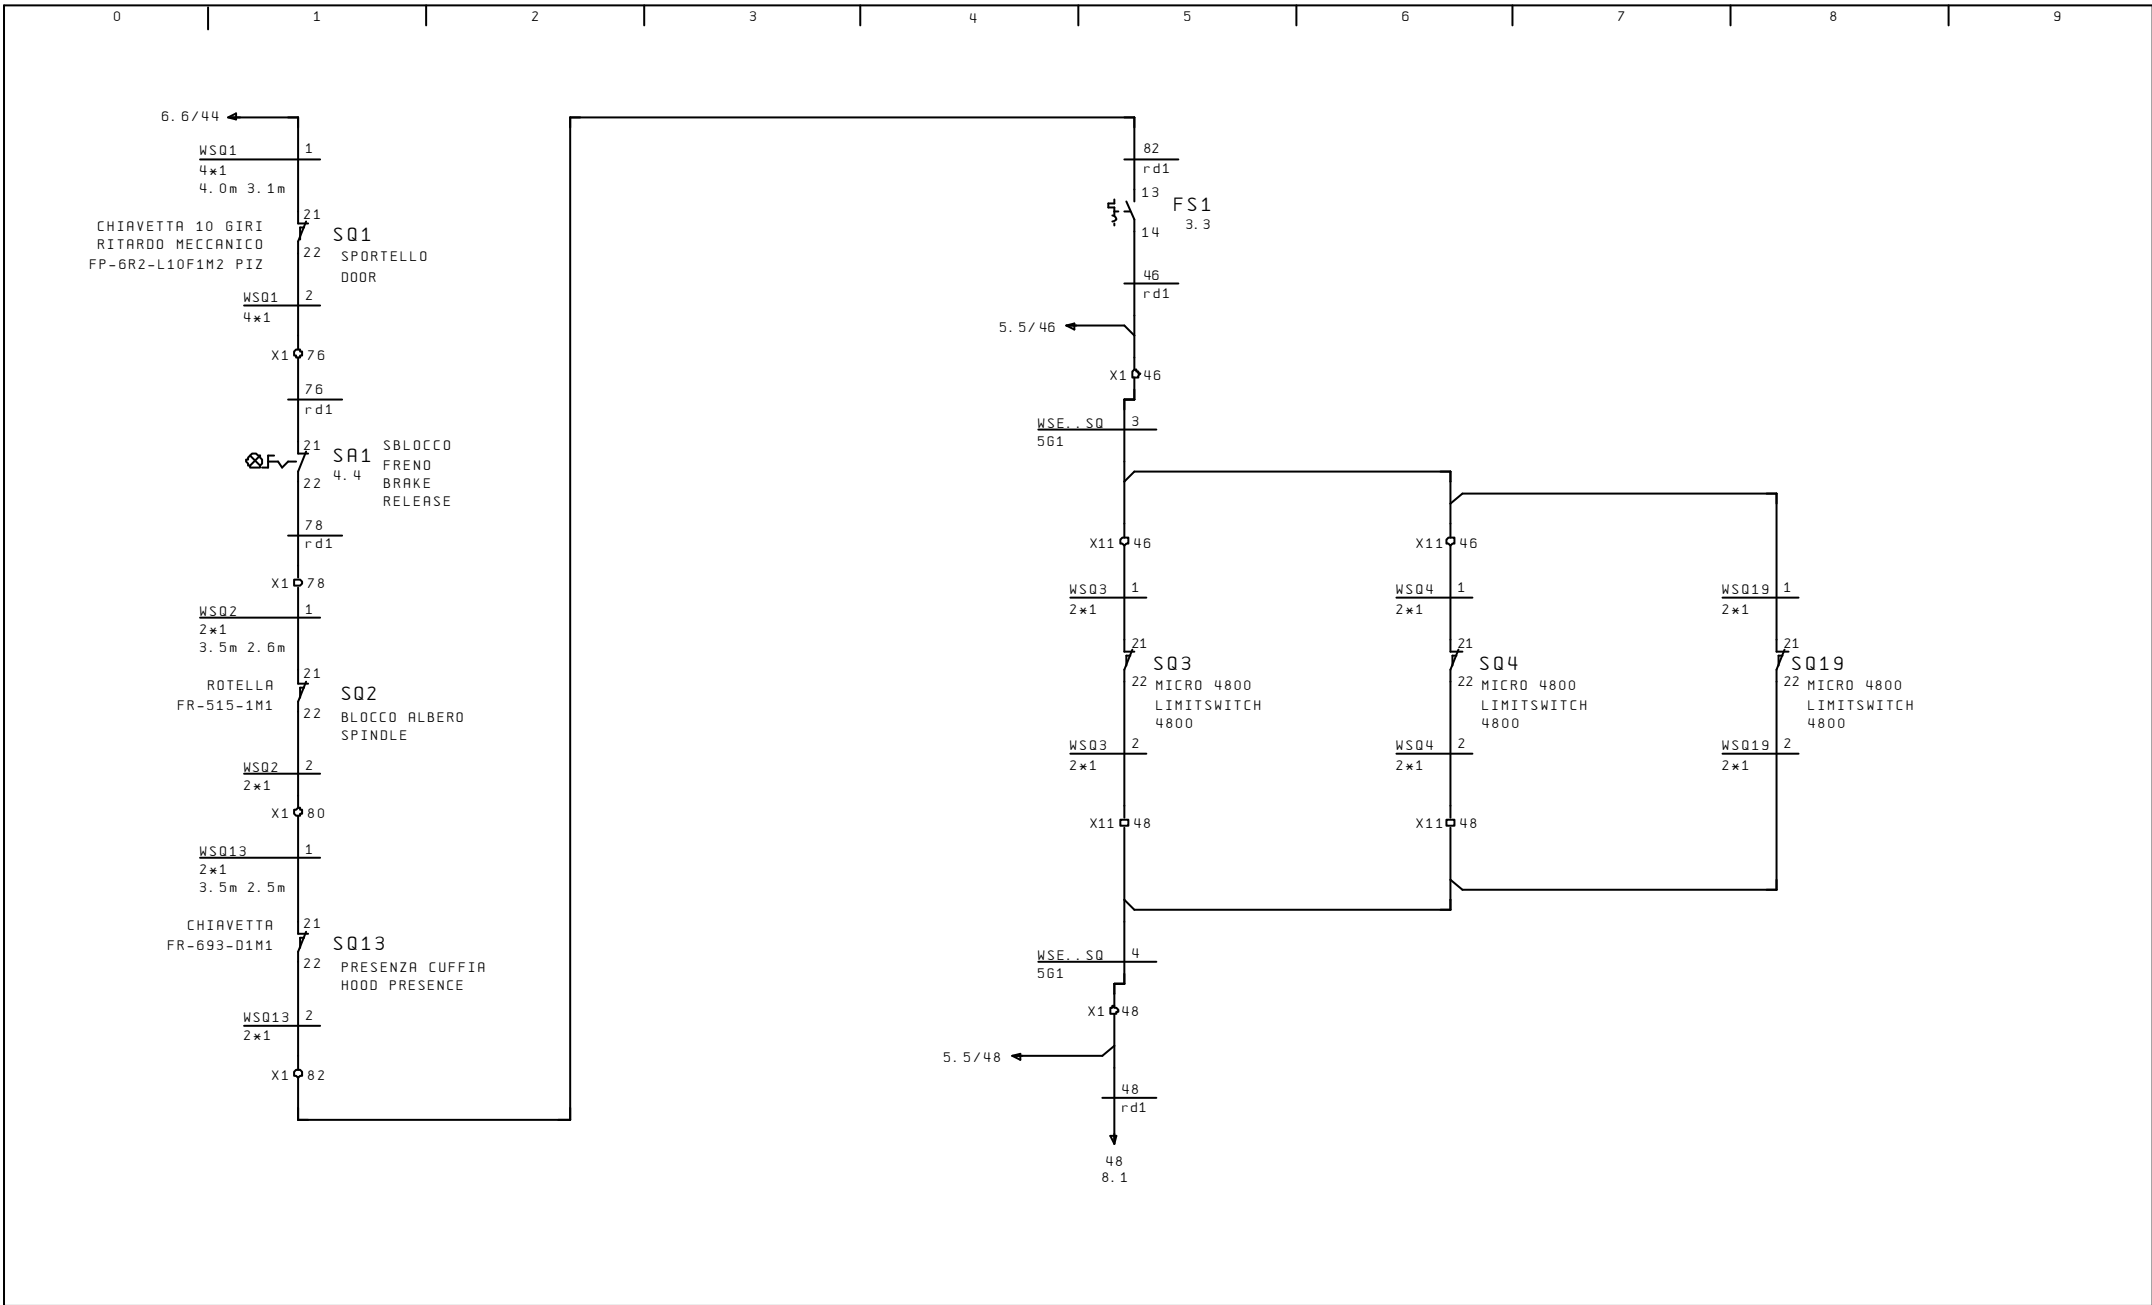 0 1 2 3 4 5 6 7 8 9
6.6/44
WSQ1 1
4*1
4.0m 3.1m
CHIAVETTA 10 GIRI
RITARDO MECCANICO
FP-6R2-L10F1M2 PIZ
21
SQ1
22 SPORTELLO
DOOR
WSQ1 2
4*1
X1 76
76
rd1
21
SA1
4.4
22
SBLOCCO
FRENO
BRAKE
RELEASE
78
rd1
X1 78
WSQ2 1
2*1
3.5m 2.6m
ROTELLA
FR-515-1M1
21
SQ2
22
BLOCCO ALBERO
SPINDLE
WSQ2 2
2*1
X1 80
WSQ13 1
2*1
3.5m 2.5m
CHIAVETTA
FR-693-D1M1
21
SQ13
22
PRESENZA CUFFIA
HOOD PRESENCE
WSQ13 2
2*1
X1 82
82
rd1
13
FS1
3.3
14
46
rd1
5.5/46
X1 46
WSE..SQ 3
5G1
X11 46
WSQ3 1
2*1
21
SQ3
22 MICRO 4800
LIMITSWITCH
4800
WSQ3 2
2*1
X11 48
X11 46
WSQ4 1
2*1
21
SQ4
22 MICRO 4800
LIMITSWITCH
4800
WSQ4 2
2*1
X11 48
WSQ19 1
2*1
21
SQ19
22 MICRO 4800
LIMITSWITCH
4800
WSQ19 2
2*1
WSE..SQ 4
5G1
X1 48
5.5/48
48
rd1
48
8.1